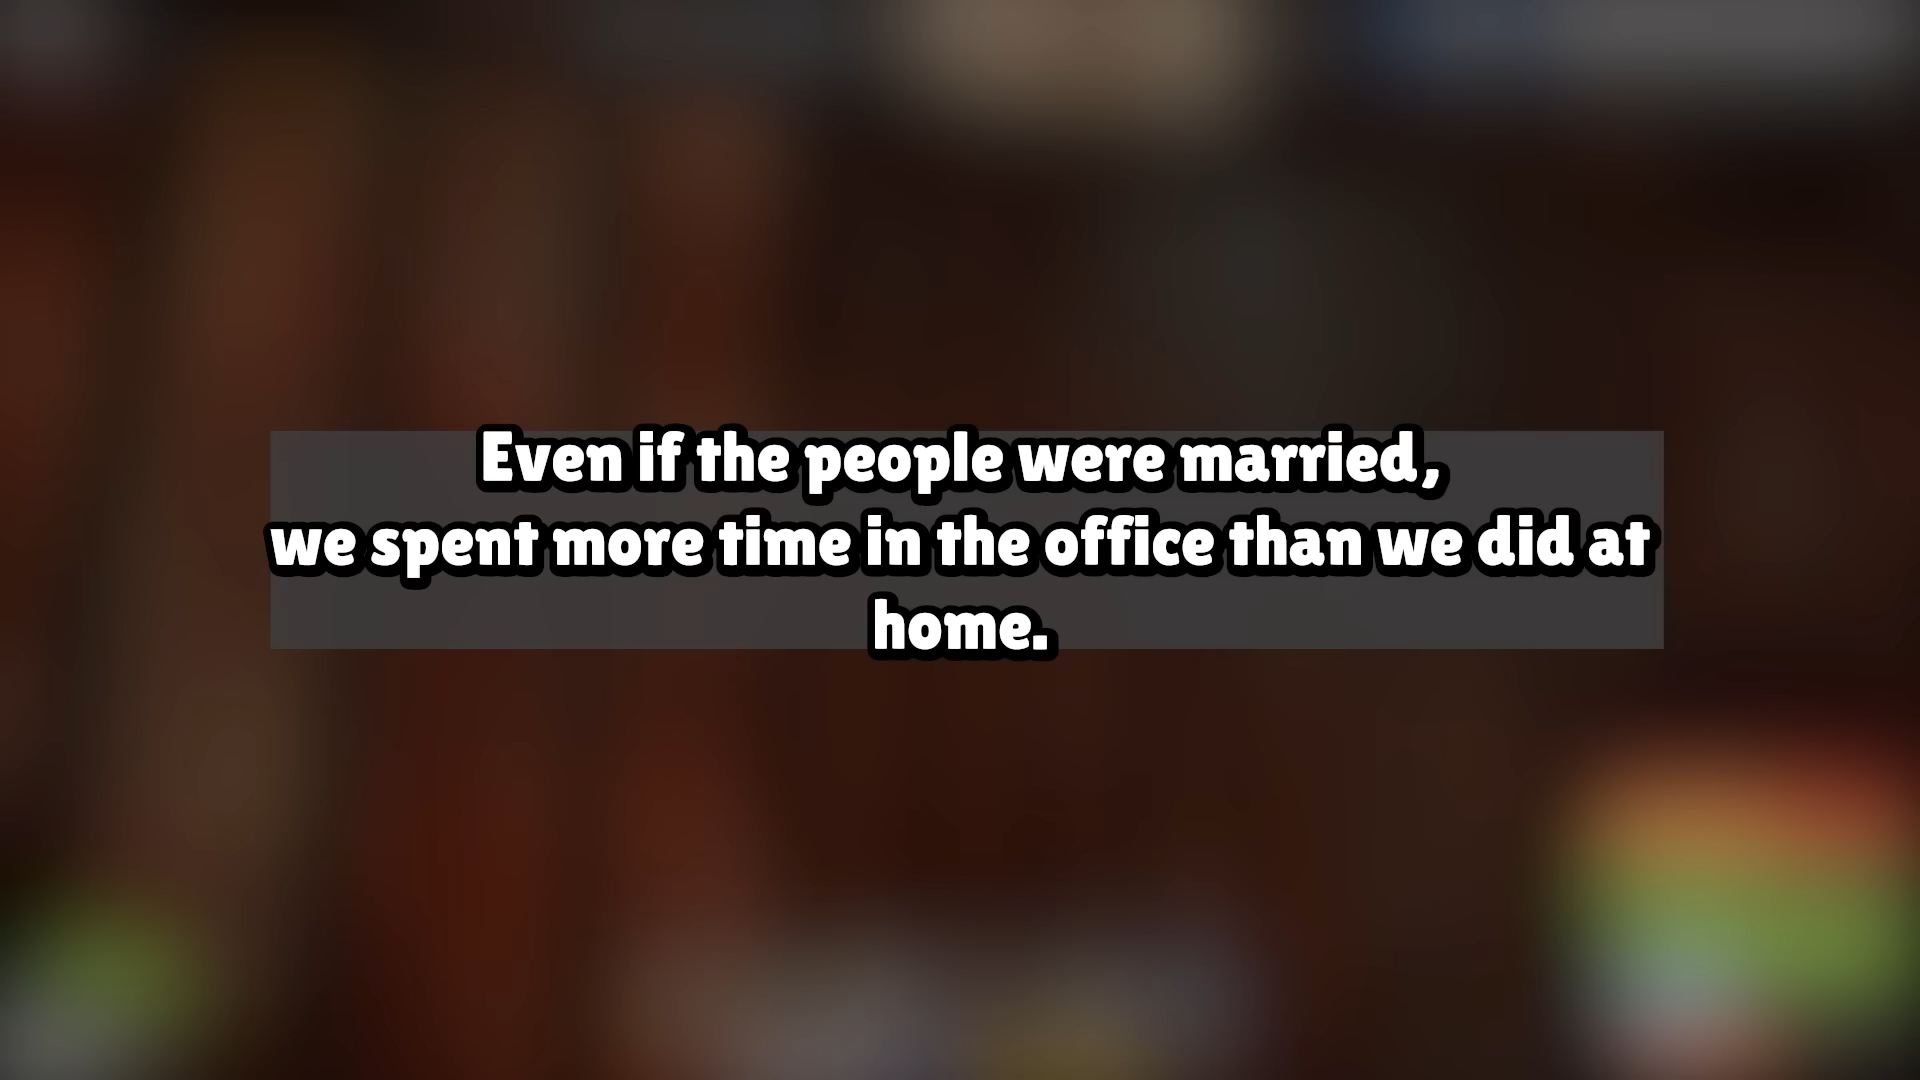 Even if the people were married,
we spent more time in the office than we did at
home.